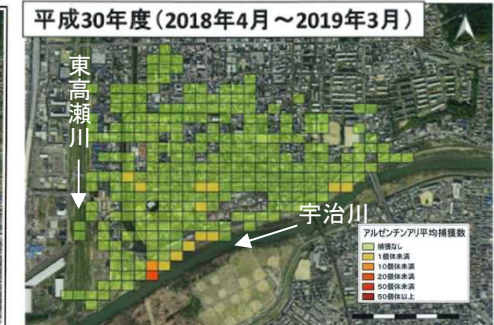 平成30年度(2018年4月～2019年3月)
東高瀬川
宇治川
アルゼンチンアリ平均捕獲数
捕獲なし
1個体未満
10個体未満
20個体未満
50個体未満
50個体以上